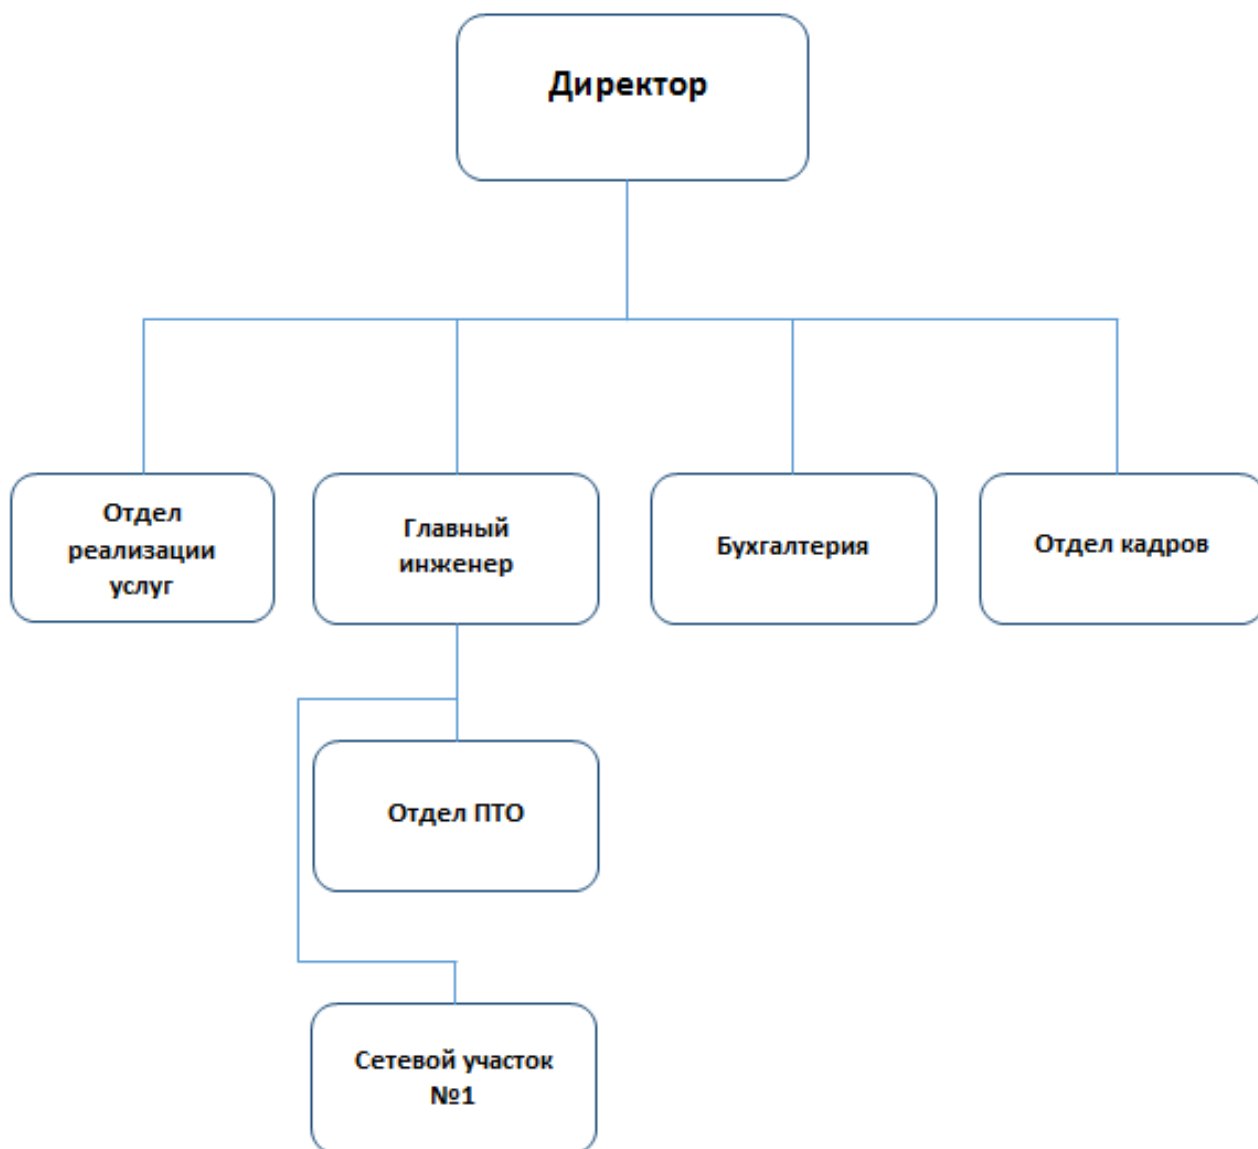 Директор
Отдел
реализации
услуг
Главный
инженер
Бухгалтерия
Отдел кадров
Отдел ПТО
Сетевой участок
№1